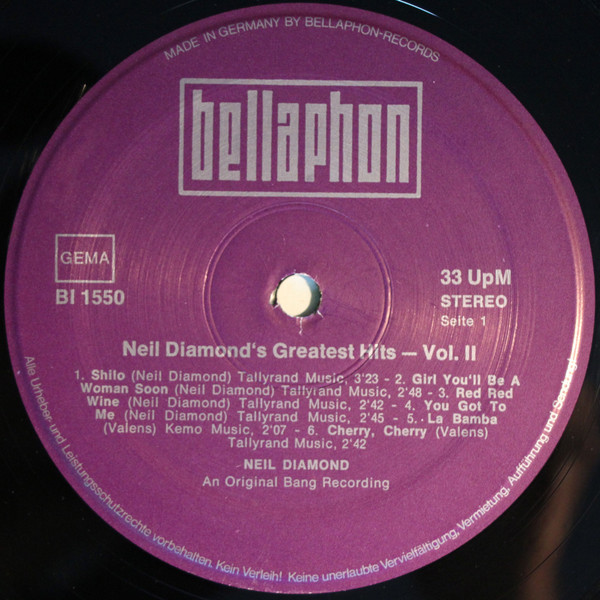 MADE IN GERMANY BY BELLAPHON-RECORDS
bellaphon
GEMA
BI 1550
33 UpM
STEREO
Seite 1
Neil Diamond's Greatest Hits — Vol. II
1. Shilo (Neil Diamond) Tallyrand Music, 3'23 - 2. Girl You'll Be A
Woman Soon (Neil Diamond) Tallyrand Music, 2'48 - 3. Red Red
Wine (Neil Diamond) Tallyrand Music, 2'42 - 4. You Got To
Me (Neil Diamond) Tallyrand Music, 2'45 - 5. La Bamba
(Valens) Kemo Music, 2'07 - 6. Cherry, Cherry (Valens)
Tallyrand Music, 2'42
NEIL DIAMOND
An Original Bang Recording
Alle Urheber- und Leistungsschutzrechte vorbehalten. Kein Verleih! Keine unerlaubte Vervielfältigung, Vermietung, Aufführung und Sendung!